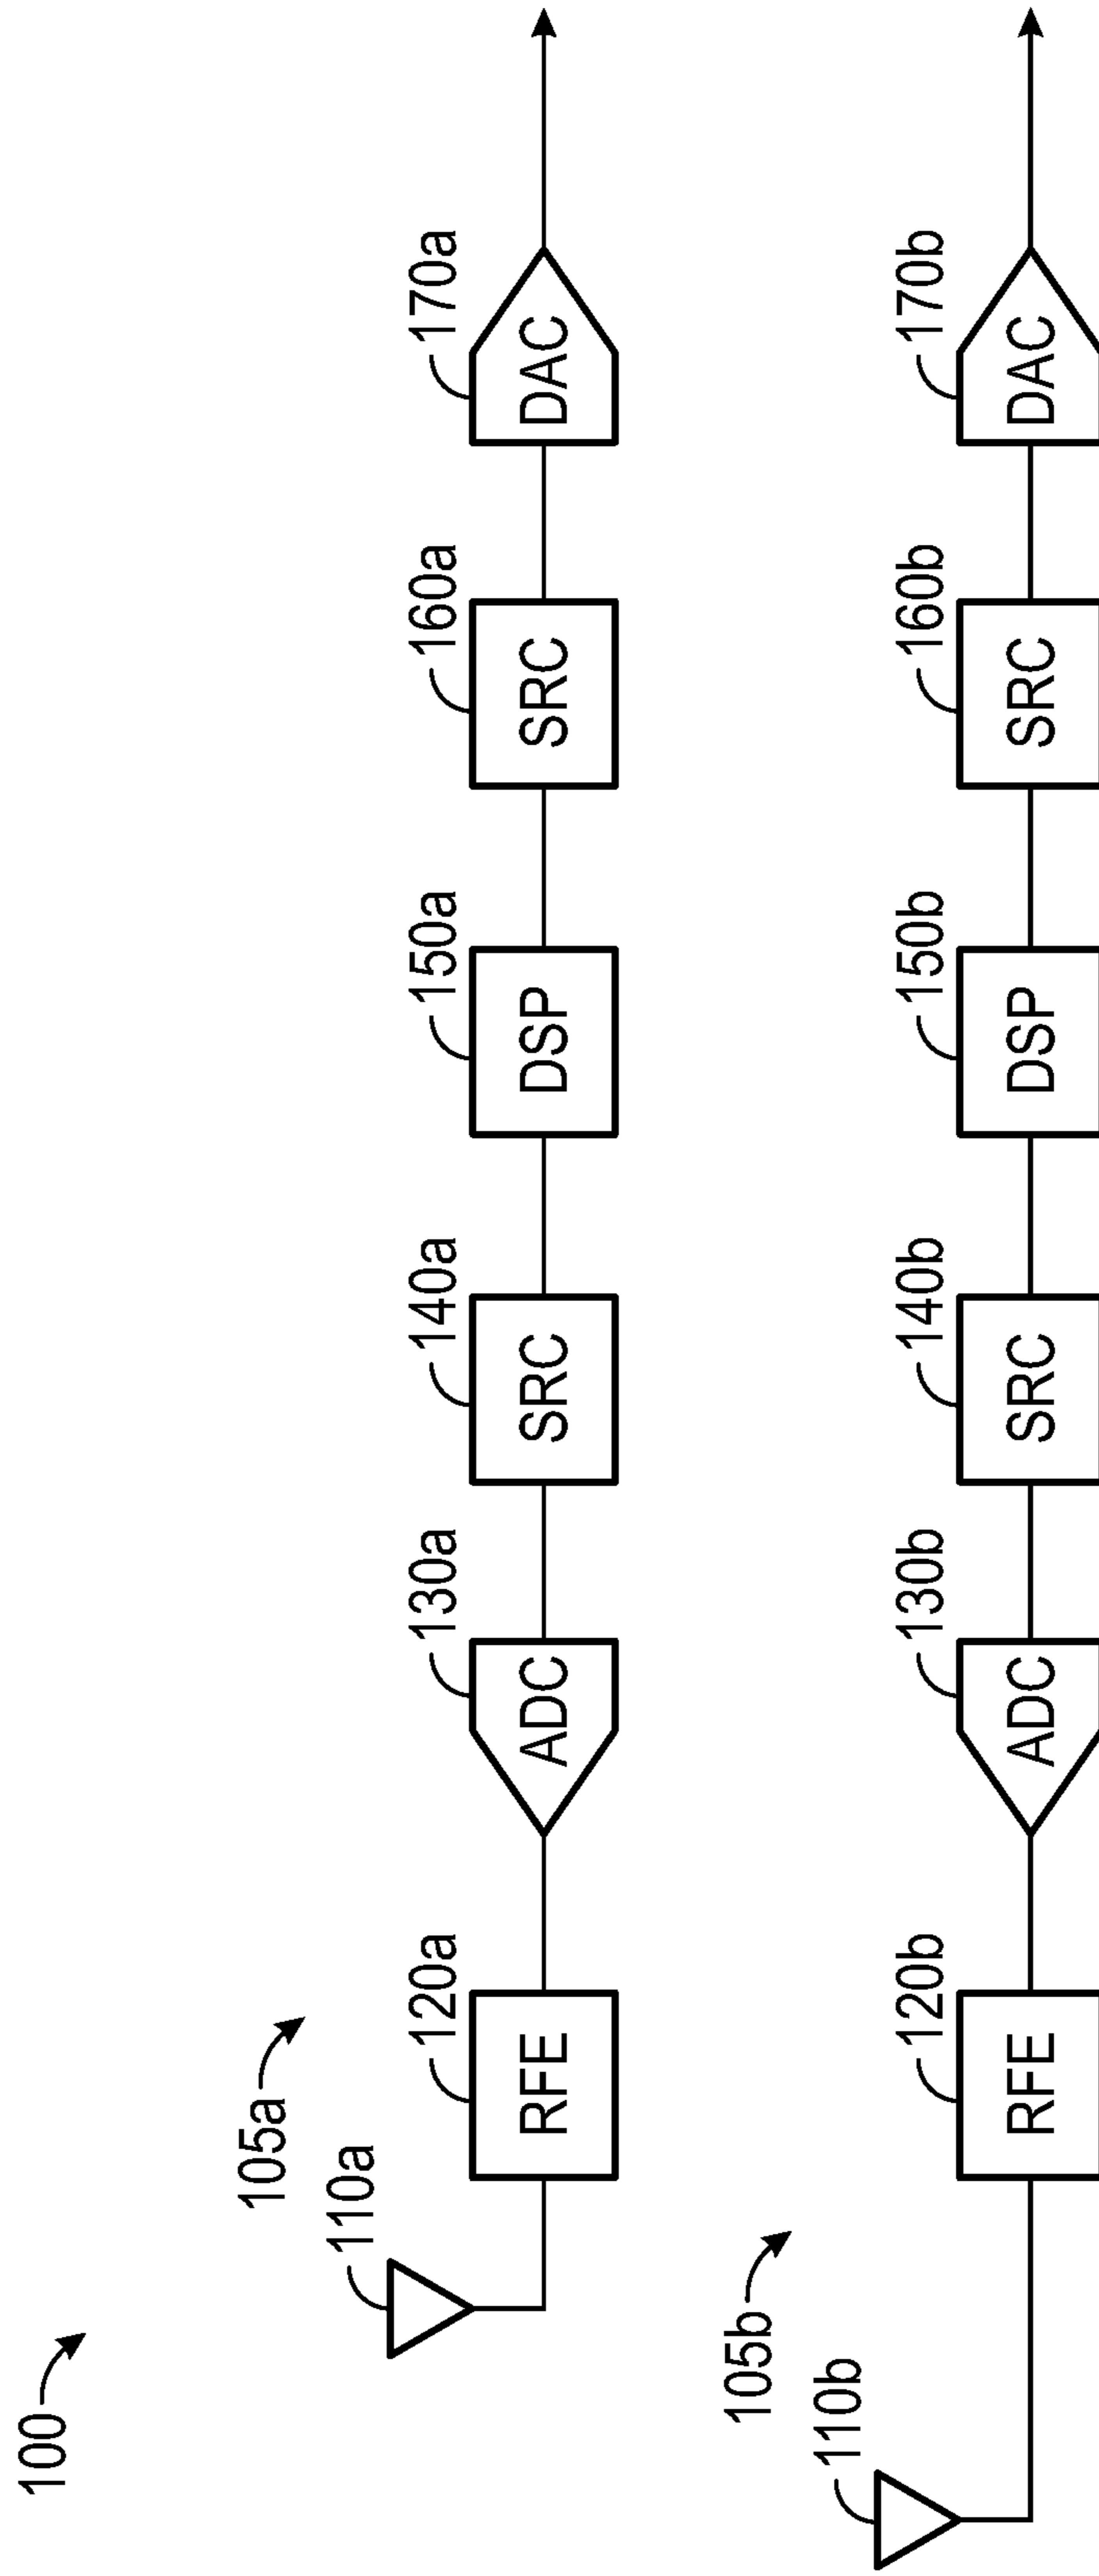 100
105a
110a
120a
130a
140a
150a
160a
170a
RFE
ADC
SRC
DSP
SRC
DAC
105b
110b
120b
130b
140b
150b
160b
170b
RFE
ADC
SRC
DSP
SRC
DAC